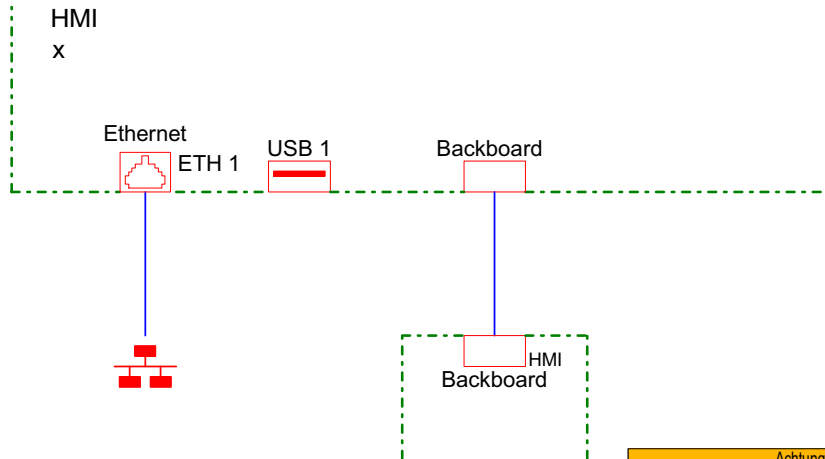 HMI
x
Ethernet
ETH 1
USB 1
Backboard
HMI
Backboard
Achtung